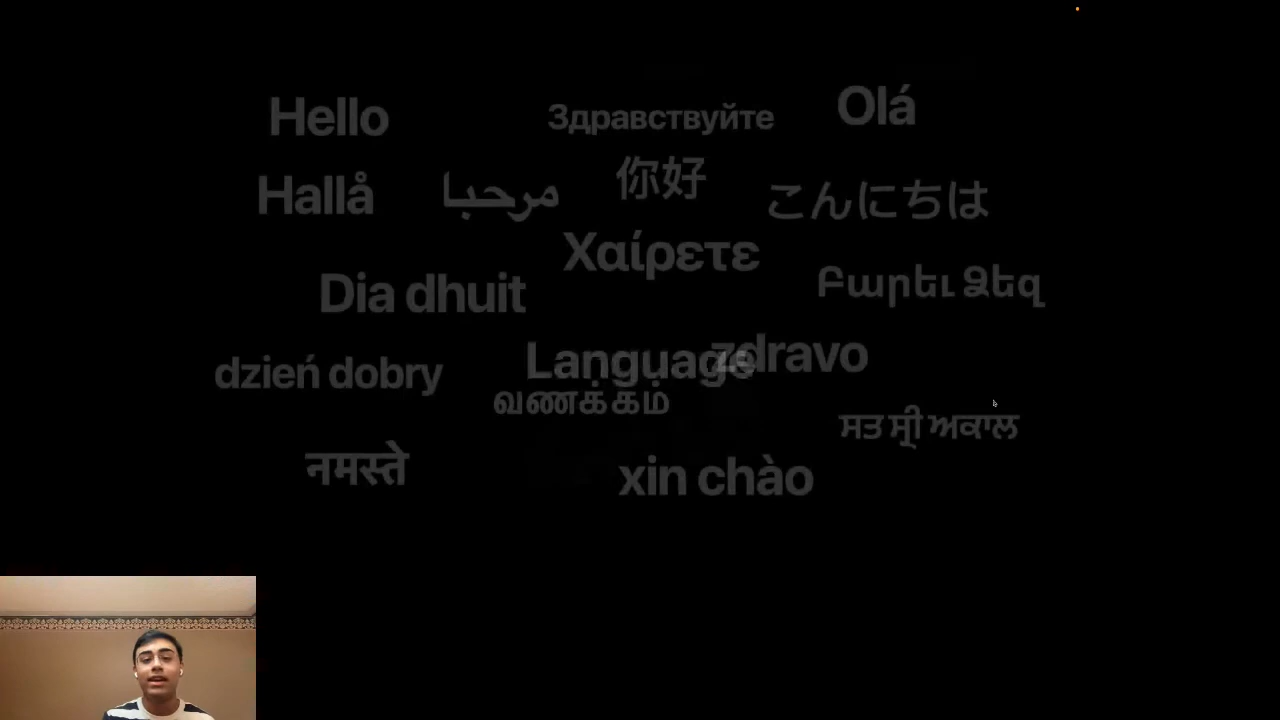 Hello
Здравствуйте
Olá
Hallå
مرحبا
你好
こんにちは
Χαίρετε
Dia dhuit
Բարեւ Ձեզ
dzień dobry
Language
zdravo
வணக்கம்
ਸਤ ਸ੍ਰੀ ਅਕਾਲ
नमस्ते
xin chào